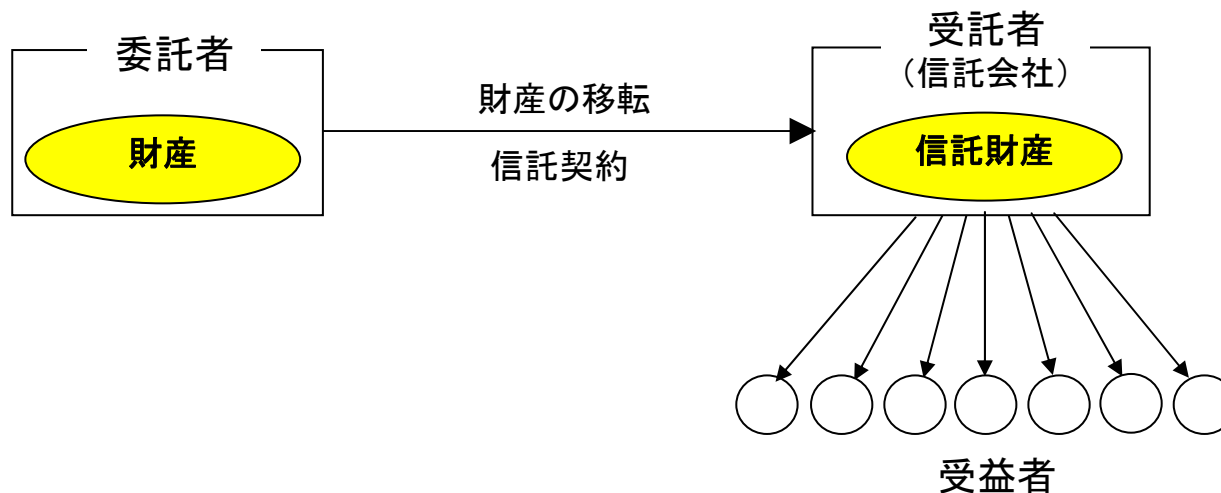 委託者
財産
財産の移転
信託契約
受託者
（信託会社）
信託財産
受益者